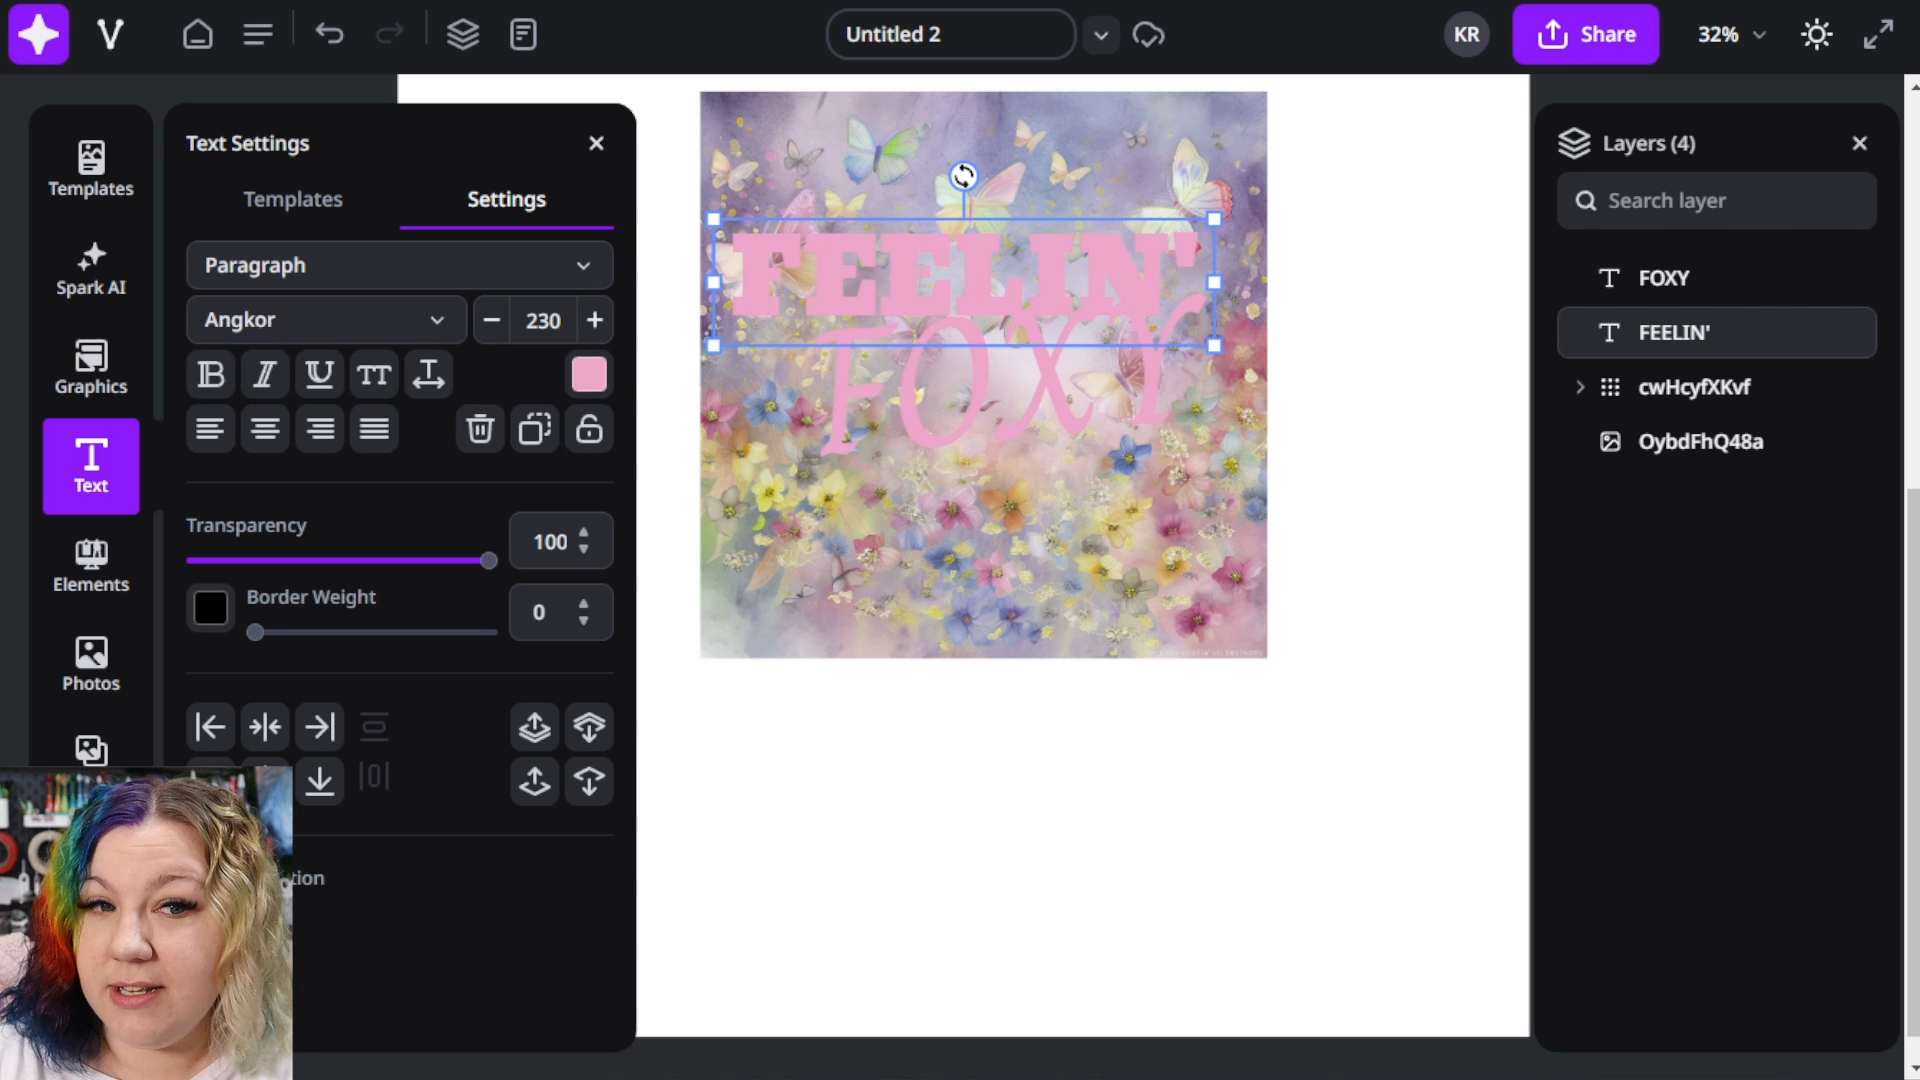 V
Untitled 2
KR
Share
32%
Templates
Spark AI
Graphics
Text
Elements
Photos
Text Settings
Templates
Settings
Paragraph
Angkor
230
B I U TT T
Transparency
100
Border Weight
0
tion
FEELIN'
FOXY
Layers (4)
Search layer
FOXY
FEELIN'
cwHcyfXKvf
OybdFhQ48a